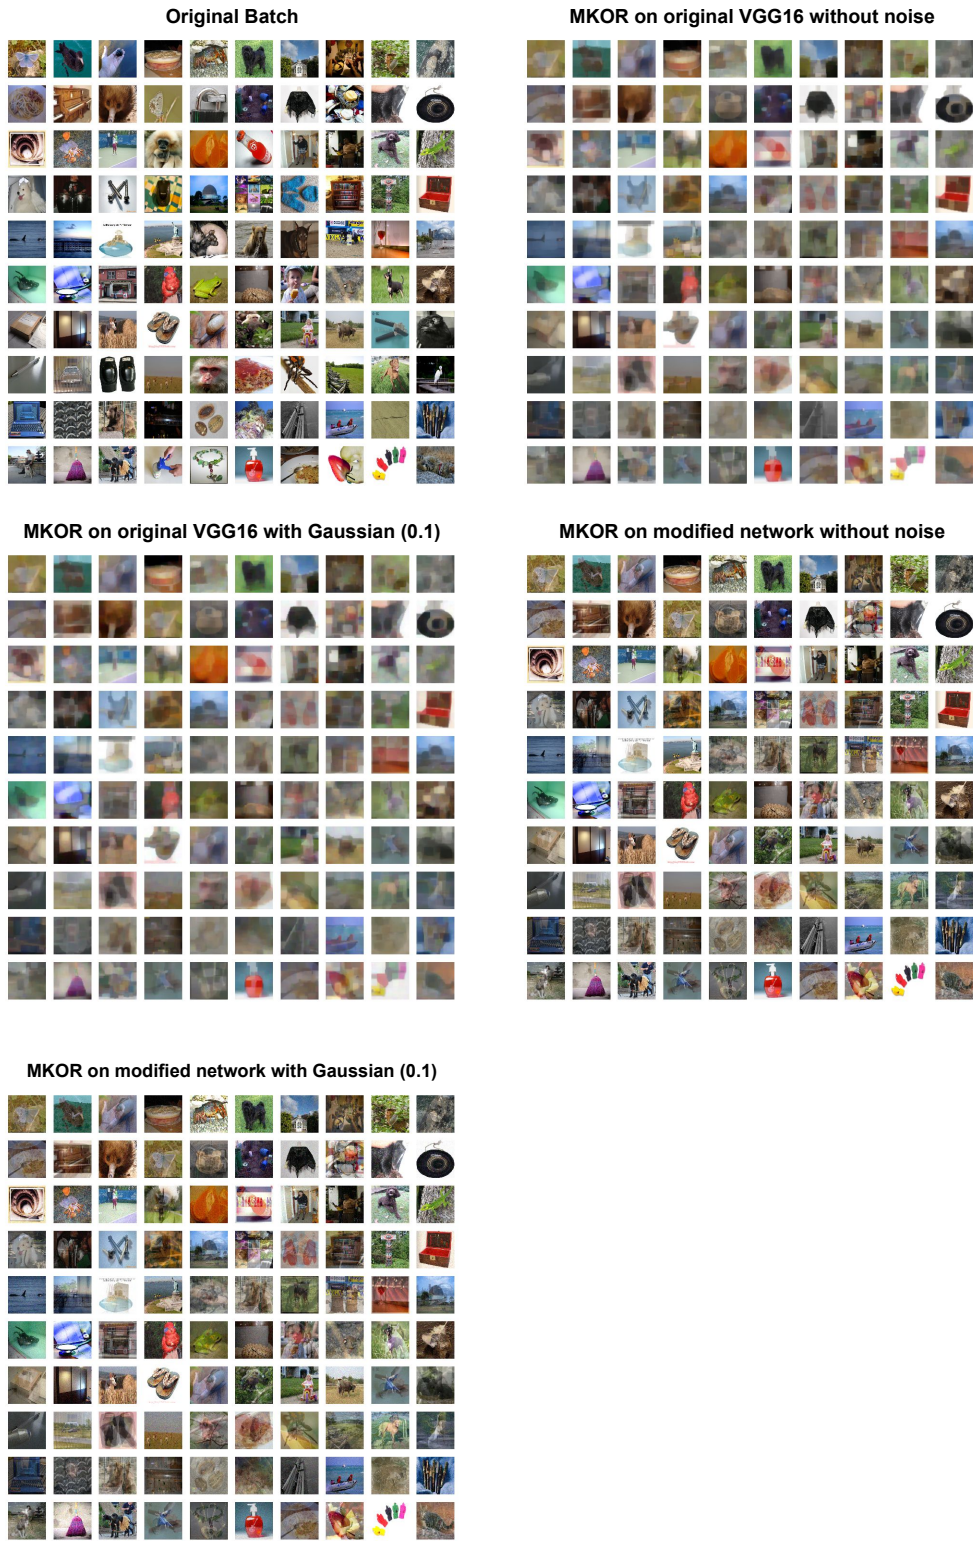 Original Batch
MKOR on original VGG16 without noise
MKOR on original VGG16 with Gaussian (0.1)
MKOR on modified network without noise
MKOR on modified network with Gaussian (0.1)